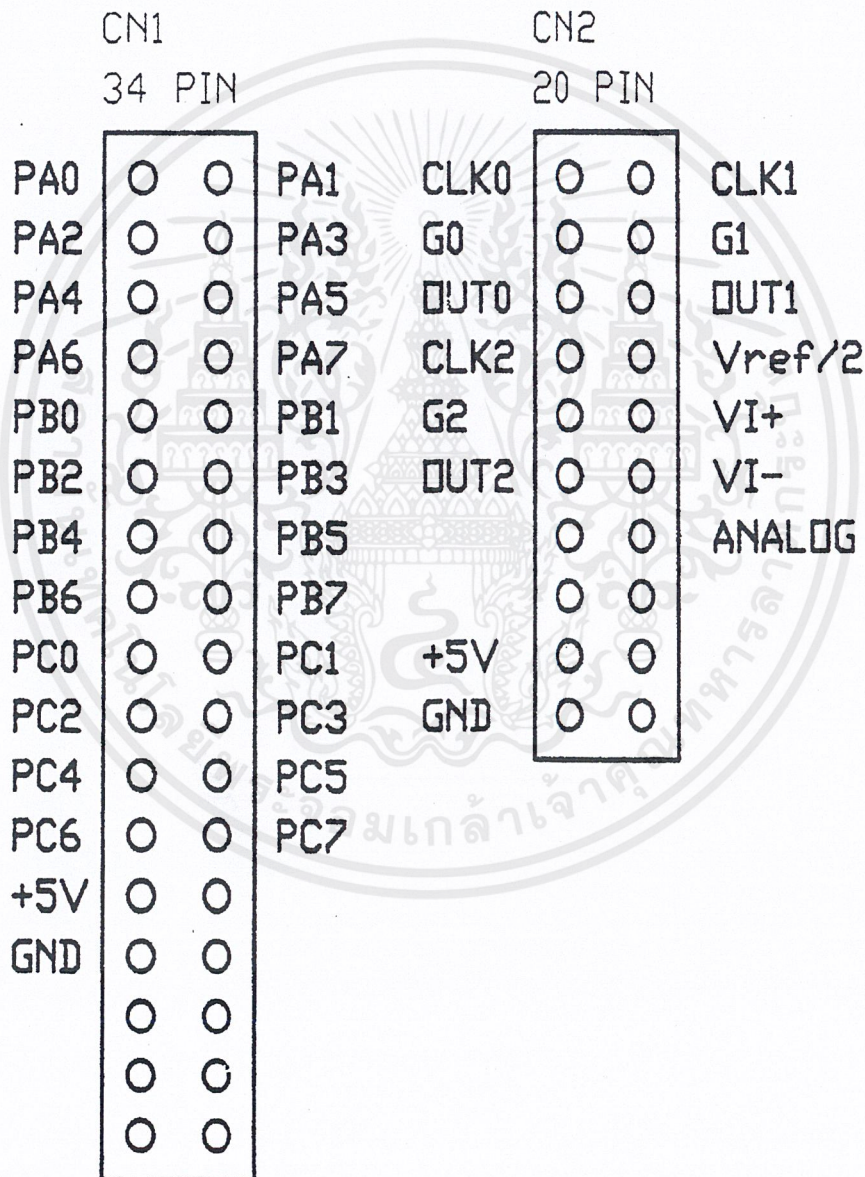 CN1 CN2
34 PIN 20 PIN
PA0 PA1 CLK0 CLK1
PA2 PA3 G0 G1
PA4 PA5 OUT0 OUT1
PA6 PA7 CLK2 Vref/2
PB0 PB1 G2 VI+
PB2 PB3 OUT2 VI-
PB4 PB5 ANALOG
PB6 PB7
PC0 PC1 +5V
PC2 PC3 GND
PC4 PC5
PC6 PC7
+5V
GND